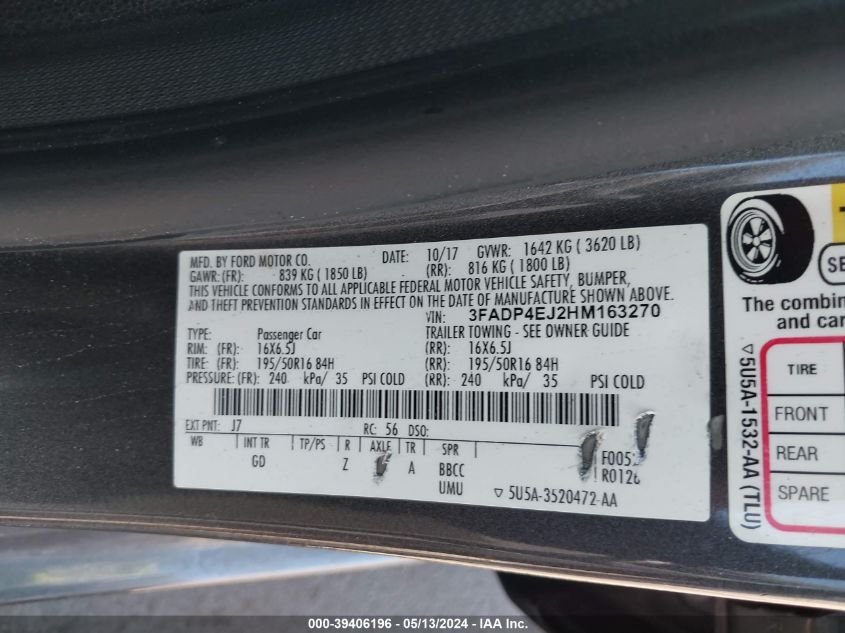 MFD. BY FORD MOTOR CO. DATE: 10/17 GVWR: 1642 KG ( 3620 LB)
GAWR: (FR): 839 KG ( 1850 LB) (RR): 816 KG ( 1800 LB)
THIS VEHICLE CONFORMS TO ALL APPLICABLE FEDERAL MOTOR VEHICLE SAFETY, BUMPER,
AND THEFT PREVENTION STANDARDS IN EFFECT ON THE DATE OF MANUFACTURE SHOWN ABOVE.
VIN: 3FADP4EJ2HM163270
TYPE: Passenger Car TRAILER TOWING - SEE OWNER GUIDE
RIM: (FR): 16X6.5J (RR): 16X6.5J
TIRE: (FR): 195/50R16 84H (RR): 195/50R16 84H
PRESSURE: (FR): 240 kPa/ 35 PSI COLD (RR): 240 kPa/ 35 PSI COLD
EXT PNT: J7 RC: 56 DSO:
WB INT TR TP/PS R AXLE TR SPR
GD Z A BBCC
UMU
F005
R0126
▽ 5U5A-3520472-AA
SE
The combin
and car
TIRE
FRONT
REAR
SPARE
▽5U5A-1532-AA (TLU)
000-39406196 - 05/13/2024 - IAA Inc.